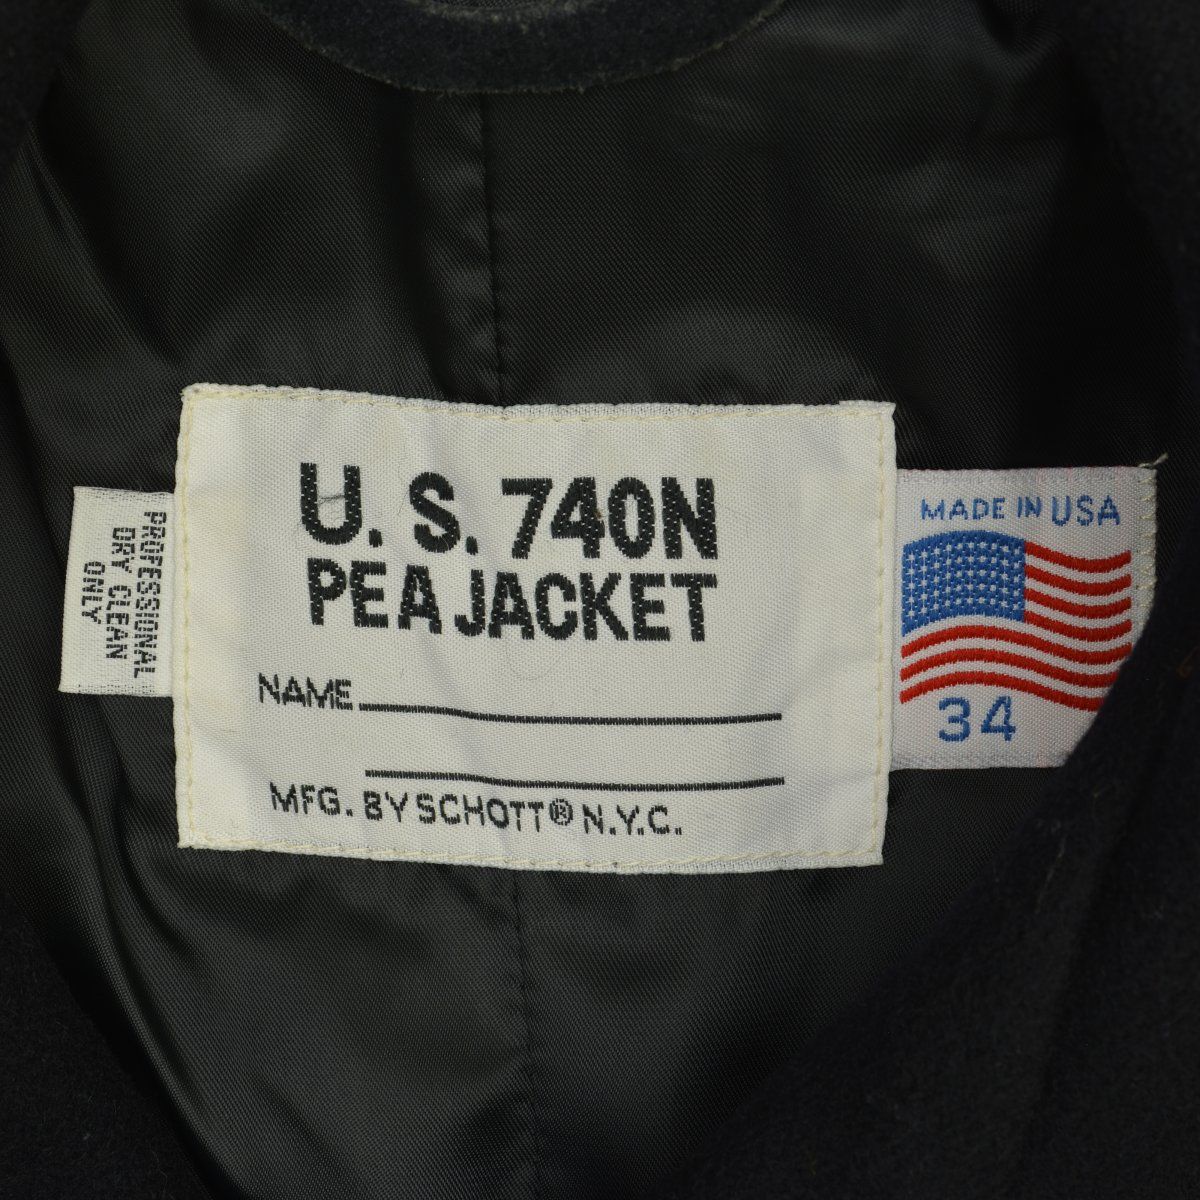 U. S. 740N
PEA JACKET
NAME
MFG. BY SCHOTT® N.Y.C.
PROFESSIONAL
DRY CLEAN
ONLY
MADE IN USA
34